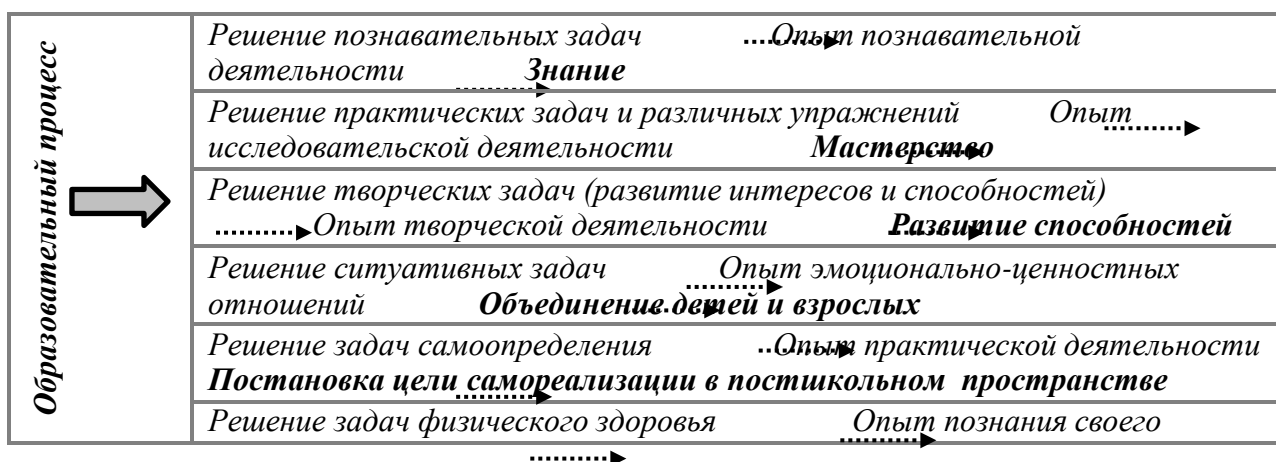 Образовательный процесс
Решение познавательных задач Опыт познавательной
деятельности Знание
Решение практических задач и различных упражнений Опыт
исследовательской деятельности Мастерство
Решение творческих задач (развитие интересов и способностей)
Опыт творческой деятельности Развитие способностей
Решение ситуативных задач Опыт эмоционально-ценностных
отношений Объединение детей и взрослых
Решение задач самоопределения Опыт практической деятельности
Постановка цели самореализации в постшкольном пространстве
Решение задач физического здоровья Опыт познания своего